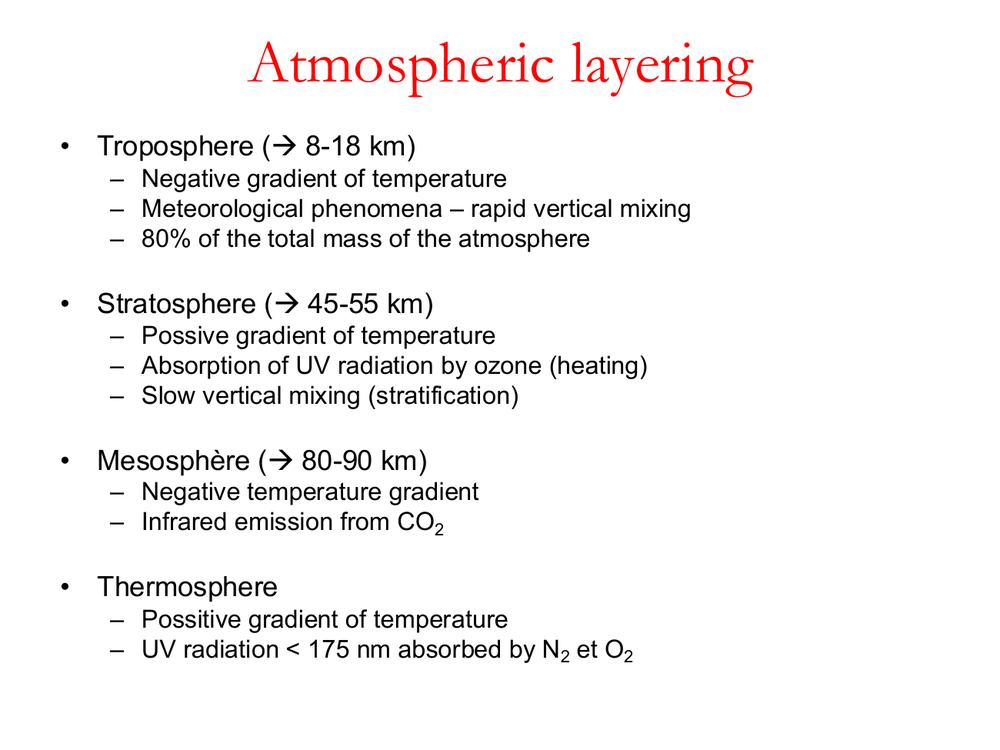 Atmospheric layering
• Troposphere (→ 8-18 km)
– Negative gradient of temperature
– Meteorological phenomena – rapid vertical mixing
– 80% of the total mass of the atmosphere
• Stratosphere (→ 45-55 km)
– Possive gradient of temperature
– Absorption of UV radiation by ozone (heating)
– Slow vertical mixing (stratification)
• Mesosphère (→ 80-90 km)
– Negative temperature gradient
– Infrared emission from CO₂
• Thermosphere
– Possitive gradient of temperature
– UV radiation < 175 nm absorbed by N₂ et O₂